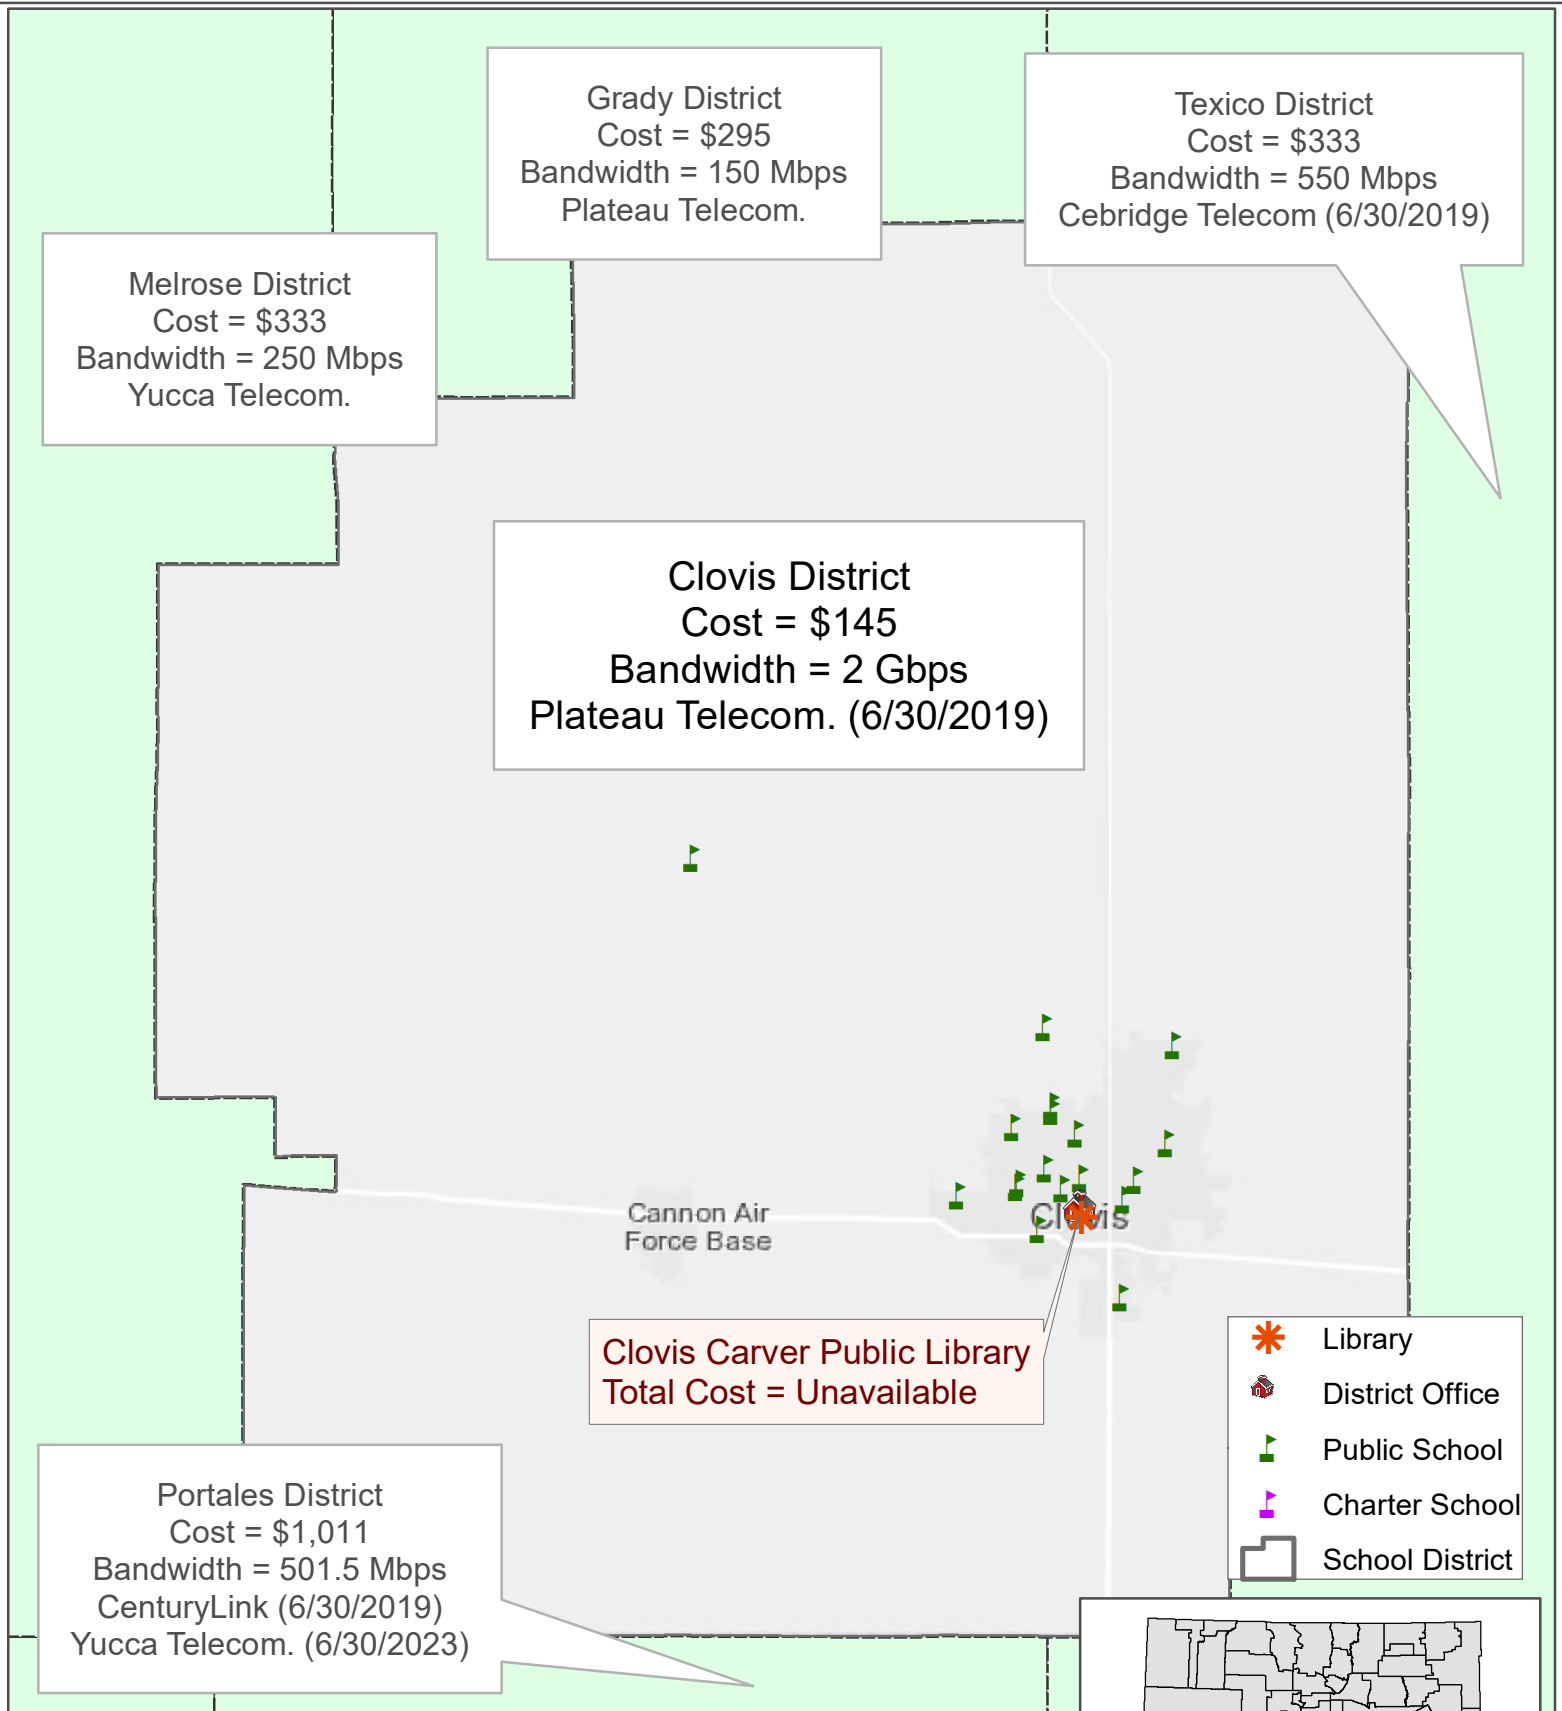 Grady District
Cost = $295
Bandwidth = 150 Mbps
Plateau Telecom.
Texico District
Cost = $333
Bandwidth = 550 Mbps
Cebridge Telecom (6/30/2019)
Melrose District
Cost = $333
Bandwidth = 250 Mbps
Yucca Telecom.
Clovis District
Cost = $145
Bandwidth = 2 Gbps
Plateau Telecom. (6/30/2019)
Cannon Air
Force Base
Clovis
Clovis Carver Public Library
Total Cost = Unavailable
Library
District Office
Public School
Charter School
School District
Portales District
Cost = $1,011
Bandwidth = 501.5 Mbps
CenturyLink (6/30/2019)
Yucca Telecom. (6/30/2023)